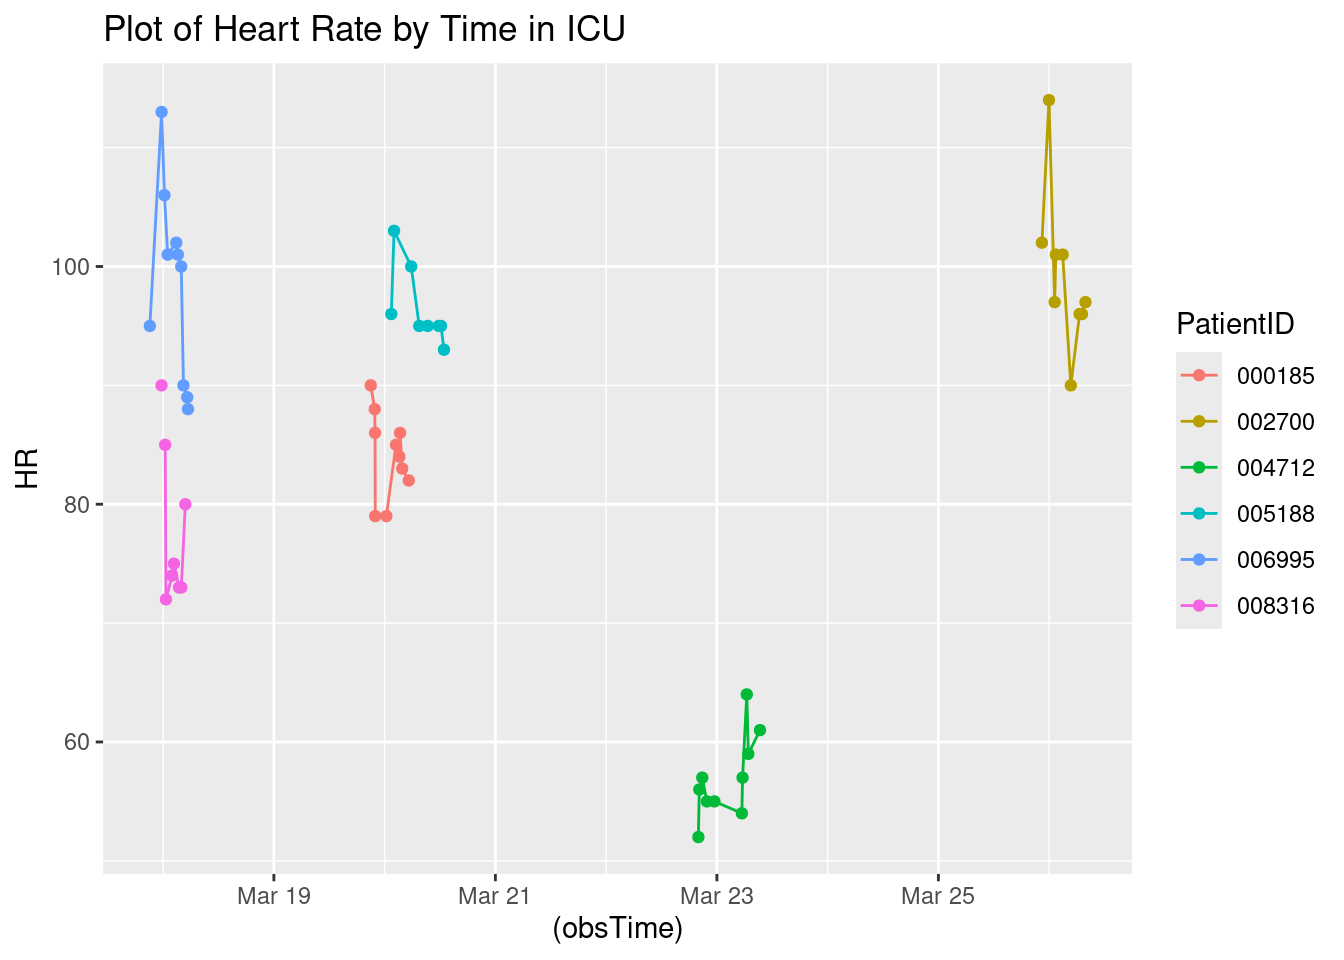 Plot of Heart Rate by Time in ICU
HR
100
80
60
Mar 19
Mar 21
Mar 23
Mar 25
(obsTime)
PatientID
000185
002700
004712
005188
006995
008316